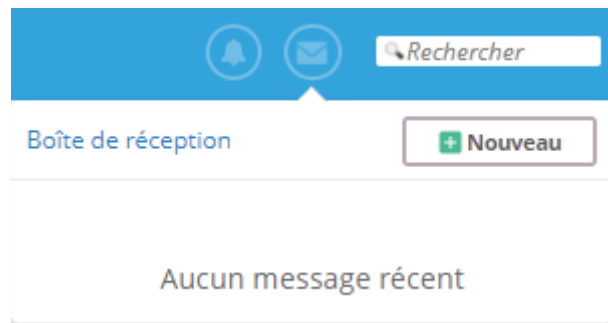 Rechercher
Boîte de réception
Nouveau
Aucun message récent